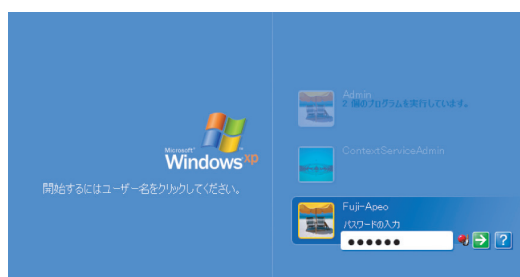 Microsoft®
Windows xp
開始するにはユーザー名をクリックしてください。
Admin
2 個のプログラムを実行しています。
ContextServiceAdmin
Fuji-Apeo
パスワードの入力
●●●●●●
?